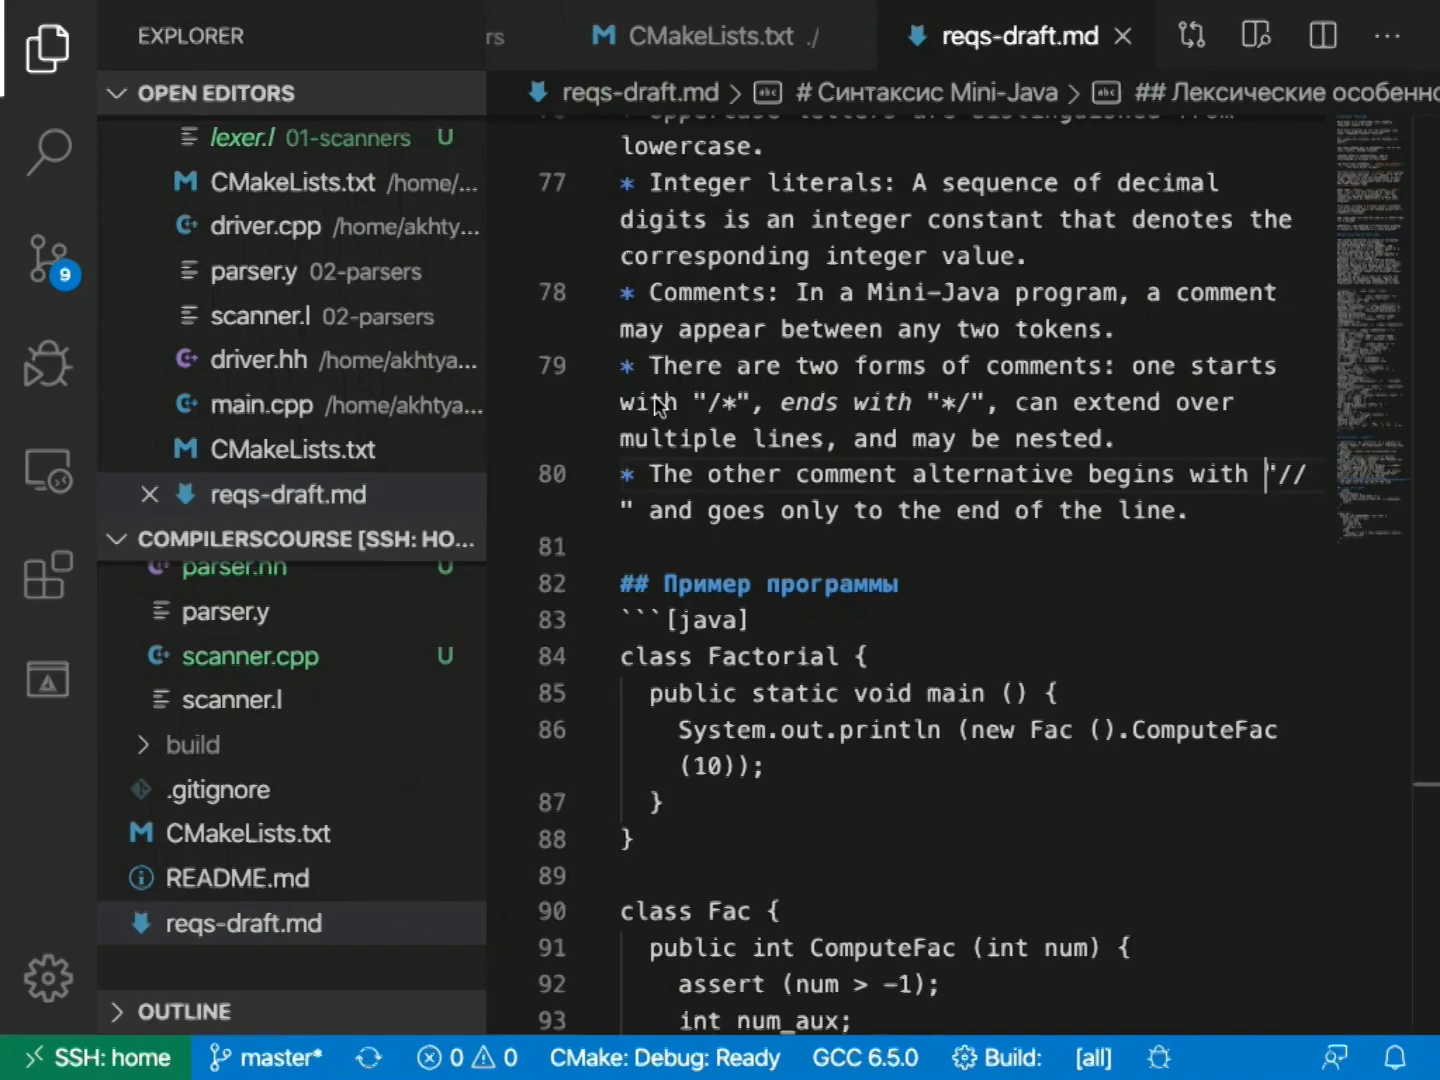 EXPLORER
rs
CMakeLists.txt ./
reqs-draft.md
OPEN EDITORS
reqs-draft.md > # Синтаксис Mini-Java > ## Лексические особенно
lexer.l 01-scanners U
CMakeLists.txt /home/...
driver.cpp /home/akhty...
parser.y 02-parsers
scanner.l 02-parsers
driver.hh /home/akhtya...
main.cpp /home/akhtya...
CMakeLists.txt
reqs-draft.md
COMPILERSCOURSE [SSH: HO...
U
parser.y
scanner.cpp U
scanner.l
build
.gitignore
CMakeLists.txt
README.md
reqs-draft.md
OUTLINE
lowercase.
77 * Integer literals: A sequence of decimal
digits is an integer constant that denotes the
corresponding integer value.
78 * Comments: In a Mini-Java program, a comment
may appear between any two tokens.
79 * There are two forms of comments: one starts
with "/*", ends with "*/", can extend over
multiple lines, and may be nested.
80 * The other comment alternative begins with "//
" and goes only to the end of the line.
81
82 ## Пример программы
83 ```[java]
84 class Factorial {
85 public static void main () {
86 System.out.println (new Fac ().ComputeFac
(10));
87 }
88 }
89
90 class Fac {
91 public int ComputeFac (int num) {
92 assert (num > -1);
93 int num_aux;
9
SSH: home master* 0 0 CMake: Debug: Ready GCC 6.5.0 Build: [all]